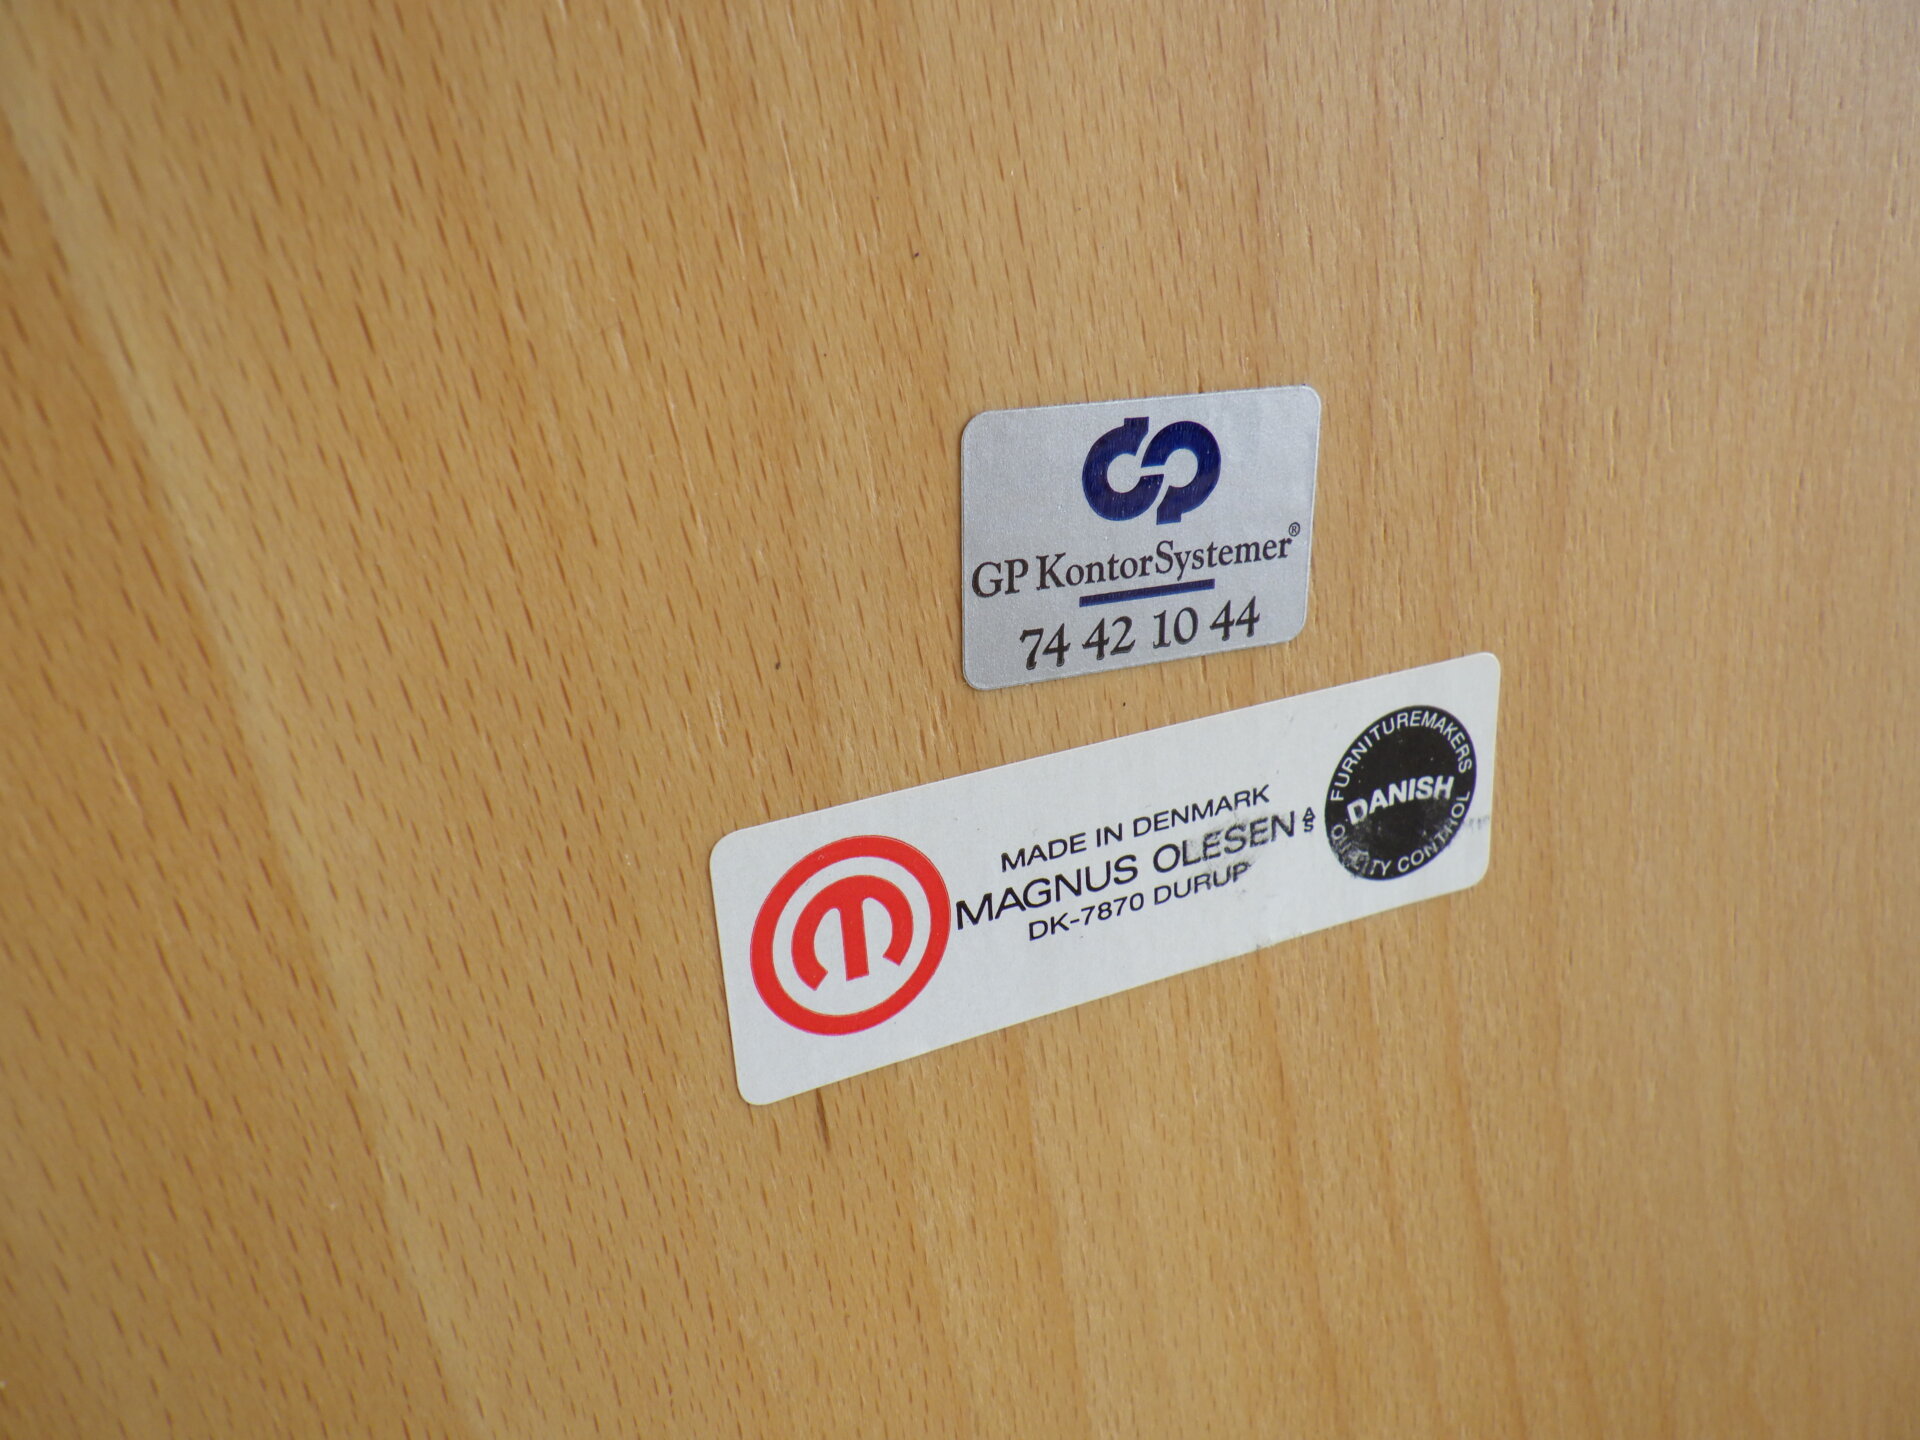 GP KontorSystemer®
74 42 10 44
MADE IN DENMARK
MAGNUS OLESEN A/S
DK-7870 DURUP
FURNITUREMAKERS
DANISH
QUALITY CONTROL